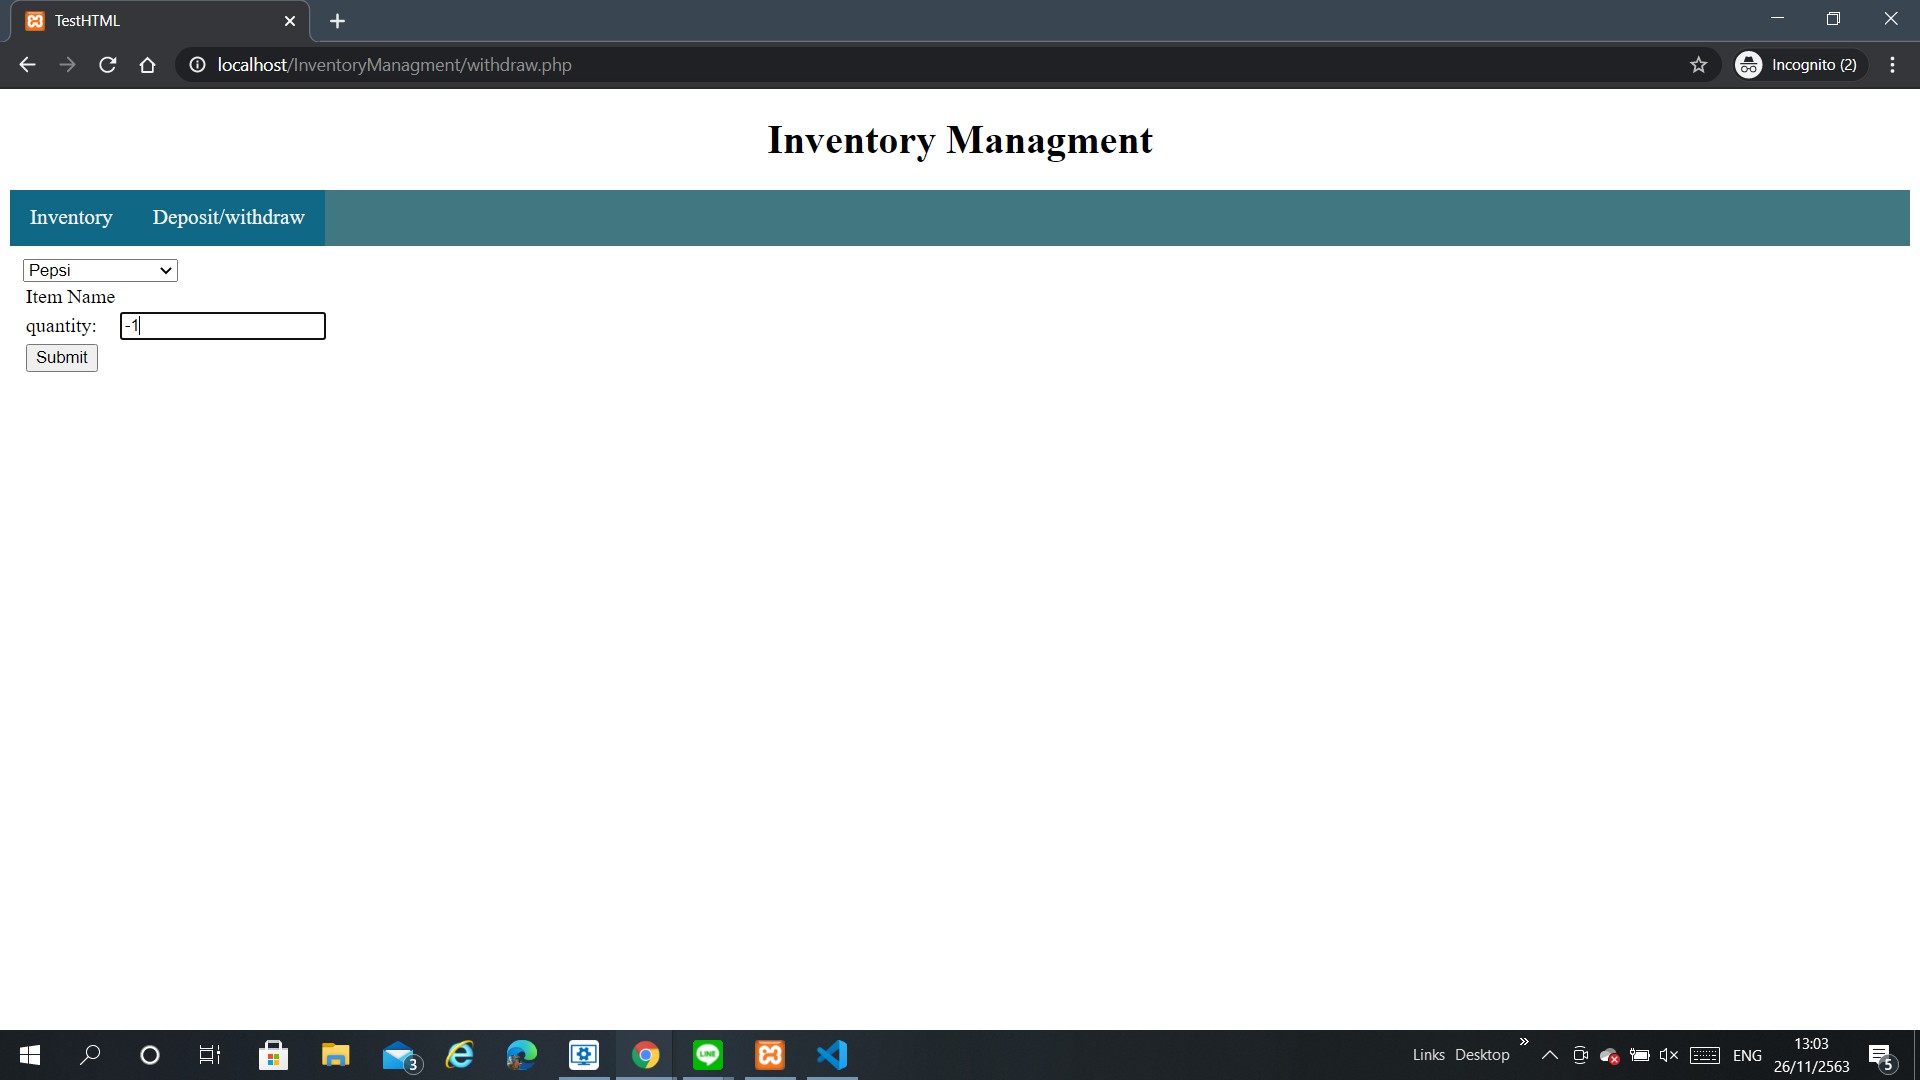 TestHTML
localhost/InventoryManagment/withdraw.php
Incognito (2)
Inventory Managment
Inventory Deposit/withdraw
Pepsi
Item Name
quantity: -1
Submit
3
LINE
Links Desktop
ENG
13:03
26/11/2563
5